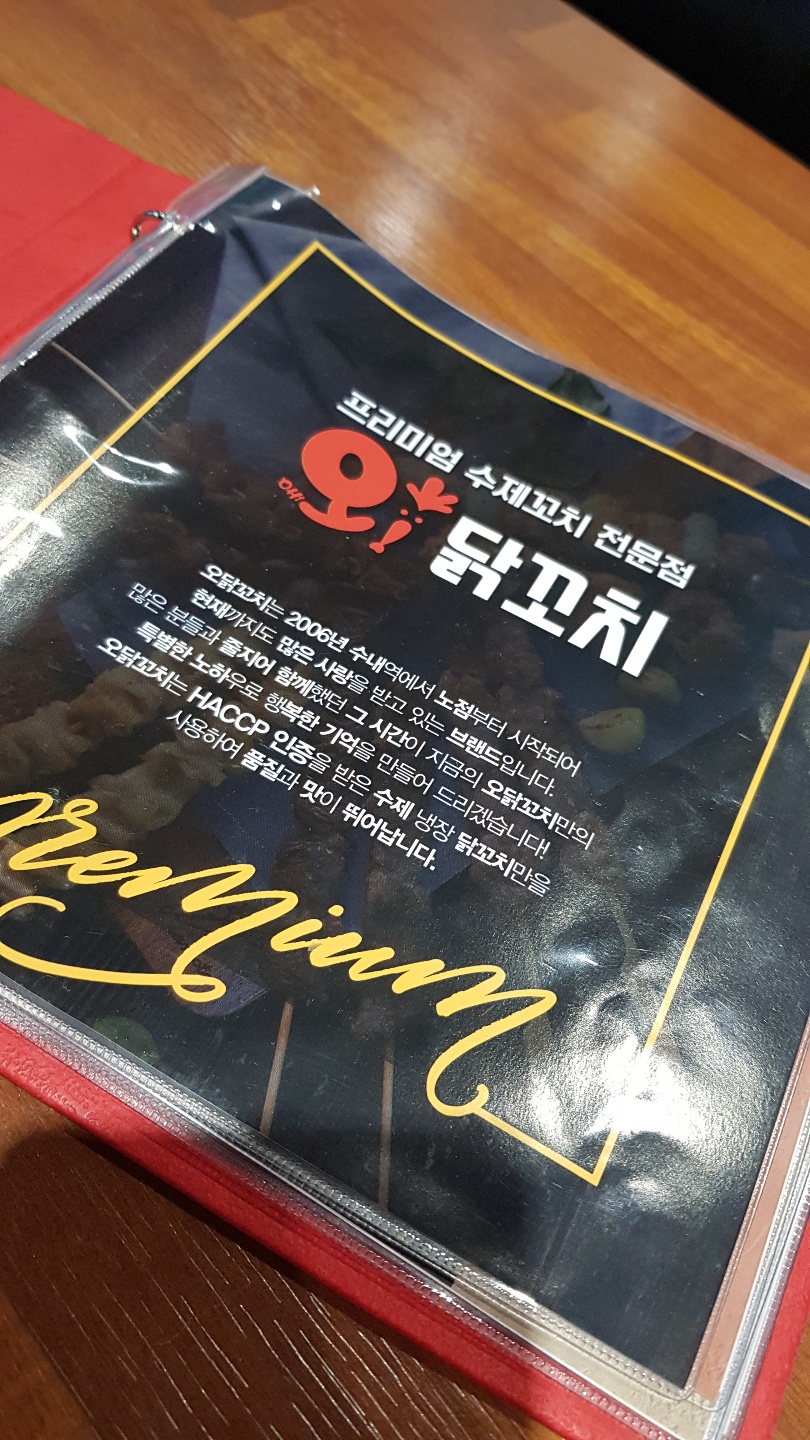 프리미엄 수제꼬치 전문점
오! 닭꼬치
오닭꼬치는 2006년 수내역에서 노점부터 시작되어
현재까지도 많은 사랑을 받고 있는 브랜드입니다.
많은 분들과 줄지어 함께했던 그 시간이 지금의 오닭꼬치만의
특별한 노하우로 행복한 기억을 만들어 드리겠습니다!
오닭꼬치는 HACCP 인증을 받은 수제 냉장 닭꼬치만을
사용하여 품질과 맛이 뛰어납니다.
Premium